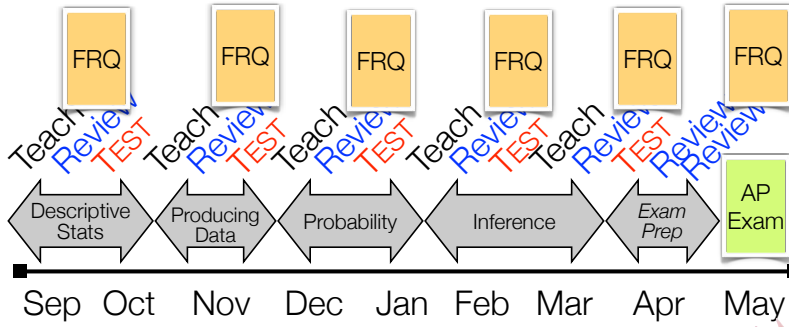 FRQ FRQ FRQ FRQ FRQ FRQ
Teach Review TEST Teach Review TEST Teach Review TEST Teach Review TEST Teach Review TEST Review Review
Descriptive
Stats
Producing
Data
Probability
Inference
Exam
Prep
AP
Exam
Sep Oct Nov Dec Jan Feb Mar Apr May